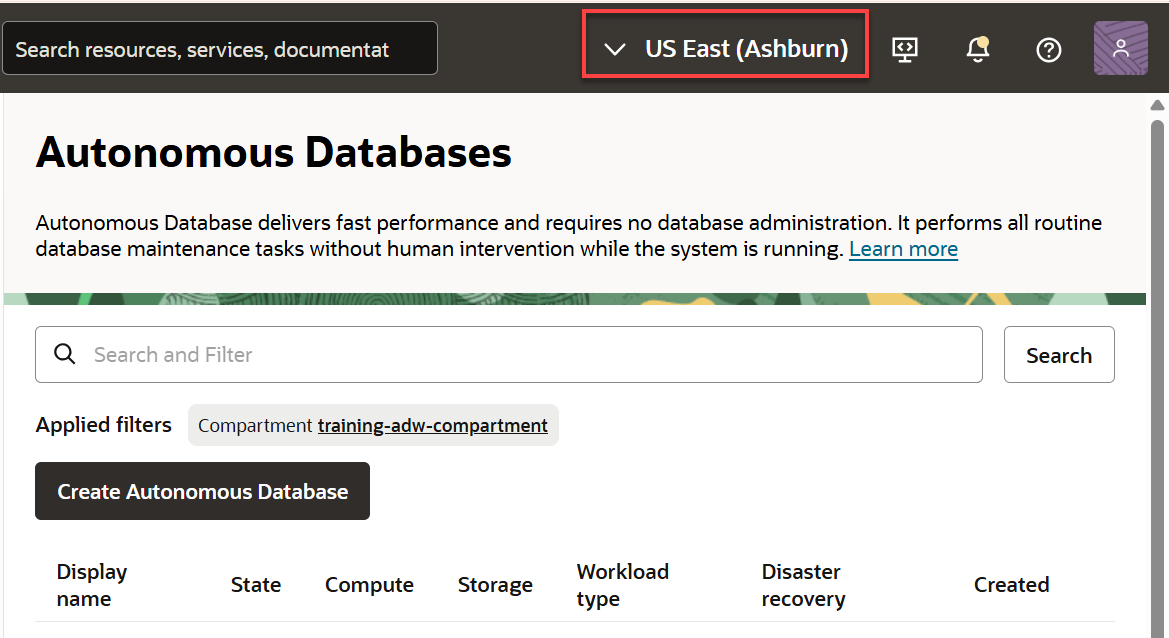 Search resources, services, documentat
US East (Ashburn)
Autonomous Databases
Autonomous Database delivers fast performance and requires no database administration. It performs all routine
database maintenance tasks without human intervention while the system is running. Learn more
Search and Filter
Search
Applied filters
Compartment training-adw-compartment
Create Autonomous Database
Display
name
State
Compute
Storage
Workload
type
Disaster
recovery
Created